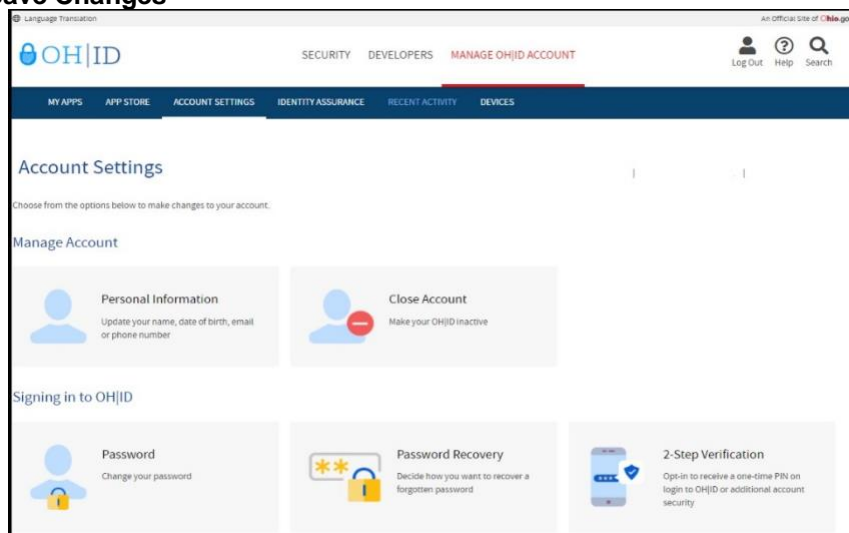 Save Changes
Language Translation
An Official Site of Ohio.go
OH|ID
SECURITY DEVELOPERS MANAGE OH|ID ACCOUNT
Log Out Help Search
MY APPS APP STORE ACCOUNT SETTINGS IDENTITY ASSURANCE RECENT ACTIVITY DEVICES
Account Settings
Choose from the options below to make changes to your account.
Manage Account
Personal Information
Update your name, date of birth, email
or phone number
Close Account
Make your OH|ID inactive
Signing in to OH|ID
Password
Change your password
Password Recovery
Decide how you want to recover a
forgotten password
2-Step Verification
Opt-in to receive a one-time PIN on
login to OH|ID or additional account
security